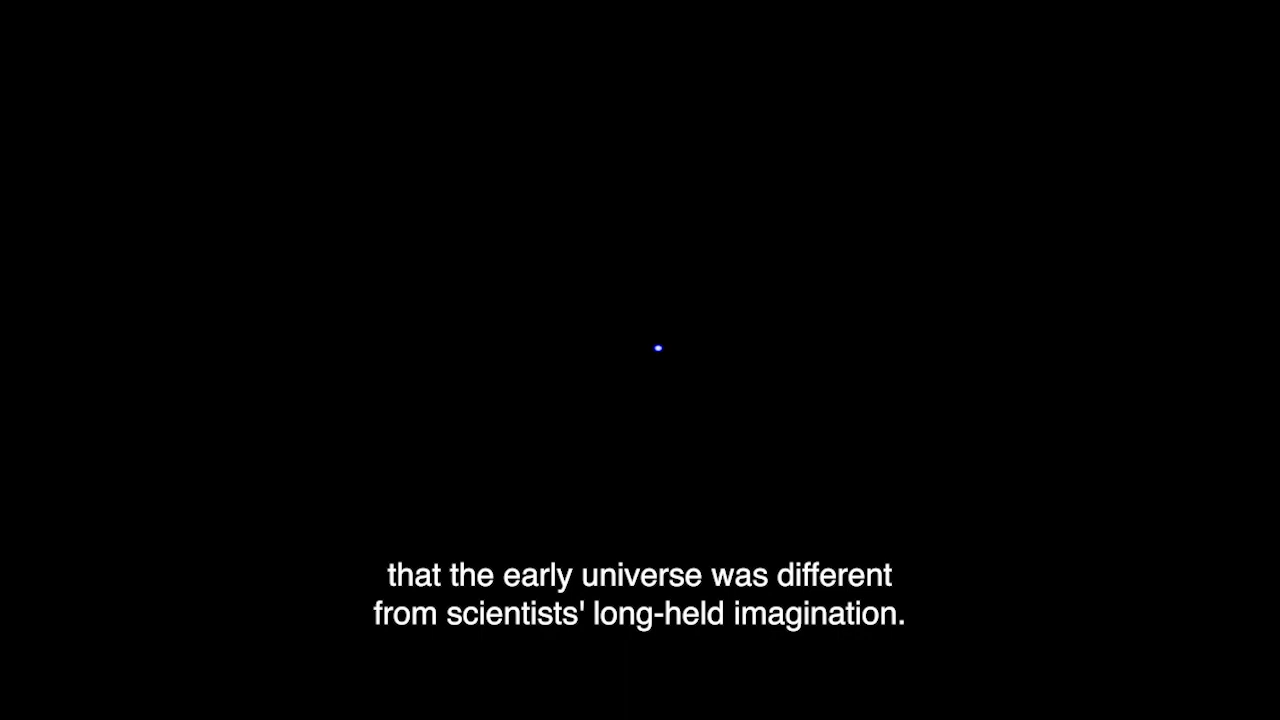 that the early universe was different
from scientists' long-held imagination.